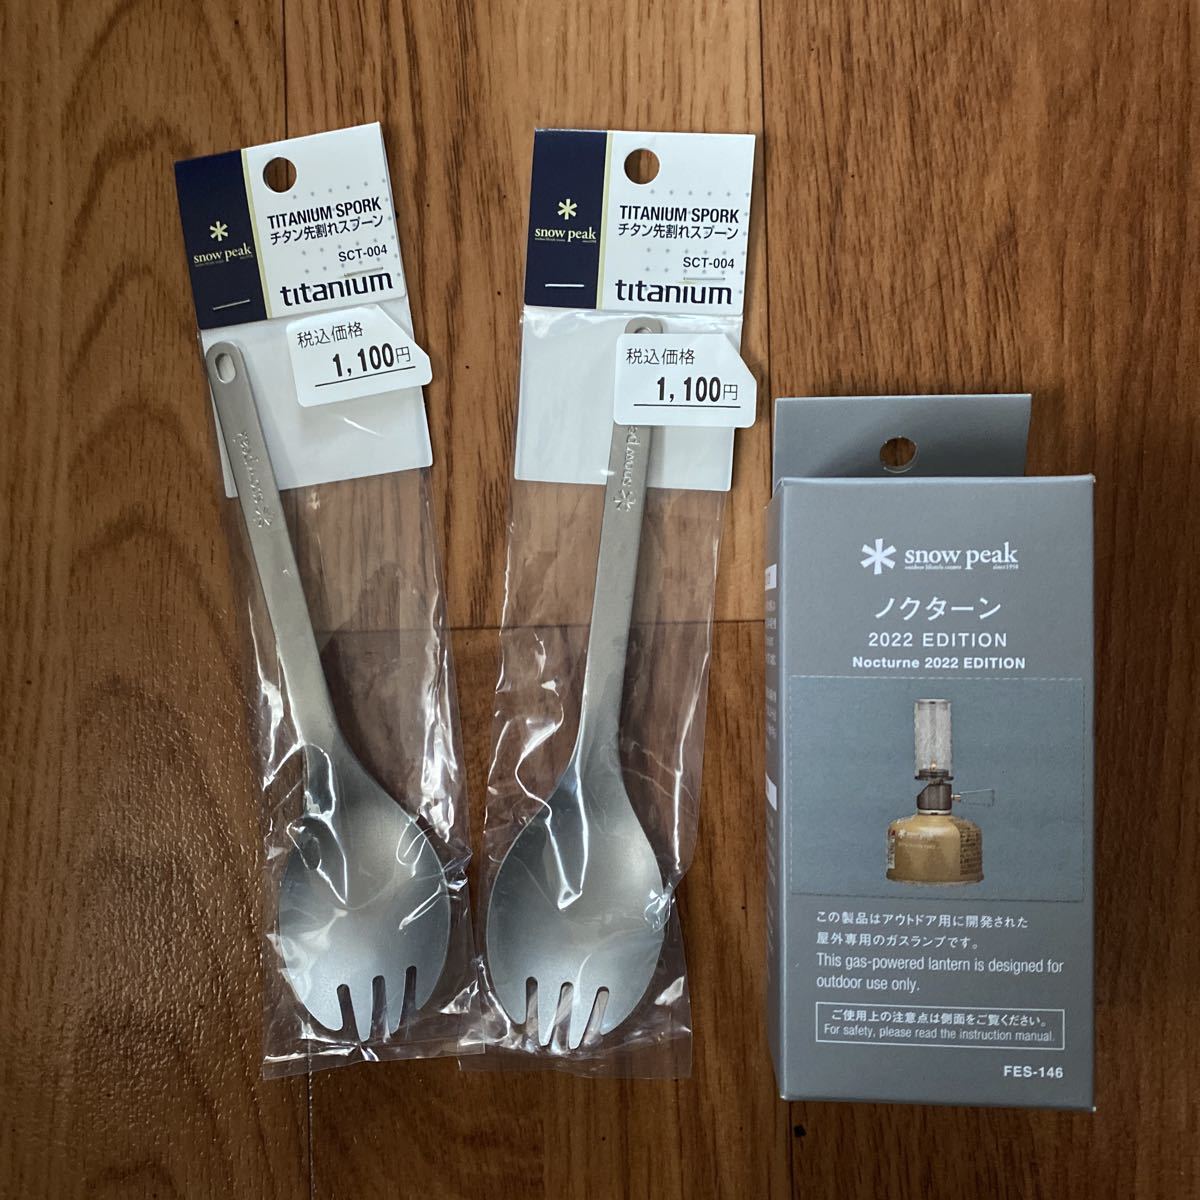 snow peak
TITANIUM SPORK
チタン先割れスプーン
SCT-004
titanium
税込価格
1,100円
snow peak
snow peak
TITANIUM SPORK
チタン先割れスプーン
SCT-004
titanium
税込価格
1,100円
snow peak
snow peak
outdoor lifestyle creator since1958
ノクターン
2022 EDITION
Nocturne 2022 EDITION
snow peak
この製品はアウトドア用に開発された
屋外専用のガスランプです。
This gas-powered lantern is designed for
outdoor use only.
ご使用上の注意点は側面をご覧ください。
For safety, please read the instruction manual.
FES-146